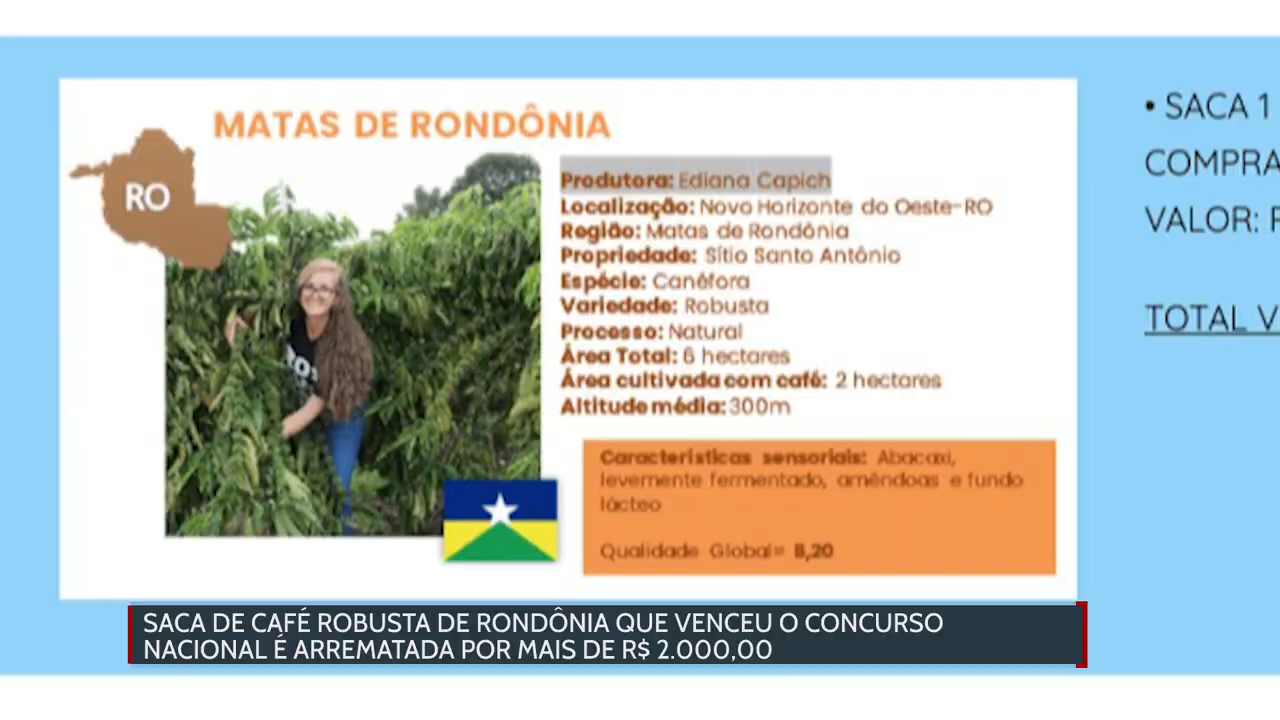 MATAS DE RONDÔNIA
RO
Produtora: Ediana Capich
Localização: Novo Horizonte do Oeste-RO
Região: Matas de Rondônia
Propriedade: Sítio Santo Antônio
Espécie: Canéfora
Variedade: Robusta
Processo: Natural
Área Total: 6 hectares
Área cultivada com café: 2 hectares
Altitude média: 300m
Características sensoriais: Abacaxi,
levemente fermentado, amêndoas e fundo
lácteo
Qualidade Global= 8,20
• SACA 1
COMPRA
VALOR:
TOTAL V
SACA DE CAFÉ ROBUSTA DE RONDÔNIA QUE VENCEU O CONCURSO
NACIONAL É ARREMATADA POR MAIS DE R$ 2.000,00